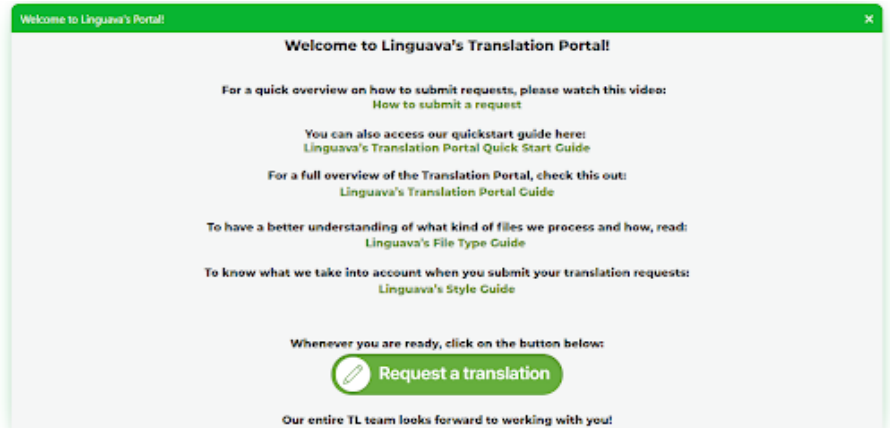 Welcome to Linguava's Portal!
×
Welcome to Linguava's Translation Portal!
For a quick overview on how to submit requests, please watch this video:
How to submit a request
You can also access our quickstart guide here:
Linguava's Translation Portal Quick Start Guide
For a full overview of the Translation Portal, check this out:
Linguava's Translation Portal Guide
To have a better understanding of what kind of files we process and how, read:
Linguava's File Type Guide
To know what we take into account when you submit your translation requests:
Linguava's Style Guide
Whenever you are ready, click on the button below:
Request a translation
Our entire TL team looks forward to working with you!